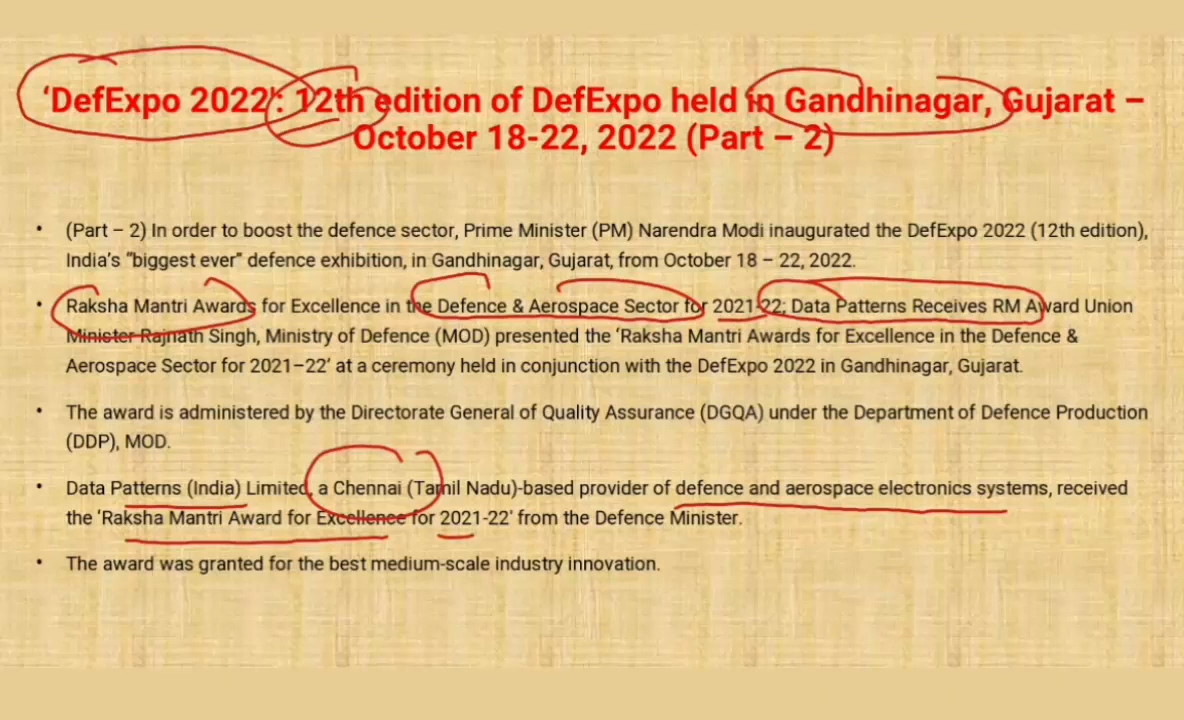 ‘DefExpo 2022’: 12th edition of DefExpo held in Gandhinagar, Gujarat –
October 18-22, 2022 (Part – 2)
• (Part – 2) In order to boost the defence sector, Prime Minister (PM) Narendra Modi inaugurated the DefExpo 2022 (12th edition),
India's “biggest ever” defence exhibition, in Gandhinagar, Gujarat, from October 18 – 22, 2022.
• Raksha Mantri Awards for Excellence in the Defence & Aerospace Sector for 2021-22; Data Patterns Receives RM Award Union
Minister Rajnath Singh, Ministry of Defence (MOD) presented the ‘Raksha Mantri Awards for Excellence in the Defence &
Aerospace Sector for 2021–22’ at a ceremony held in conjunction with the DefExpo 2022 in Gandhinagar, Gujarat.
• The award is administered by the Directorate General of Quality Assurance (DGQA) under the Department of Defence Production
(DDP), MOD.
• Data Patterns (India) Limited, a Chennai (Tamil Nadu)-based provider of defence and aerospace electronics systems, received
the ‘Raksha Mantri Award for Excellence for 2021-22’ from the Defence Minister.
• The award was granted for the best medium-scale industry innovation.